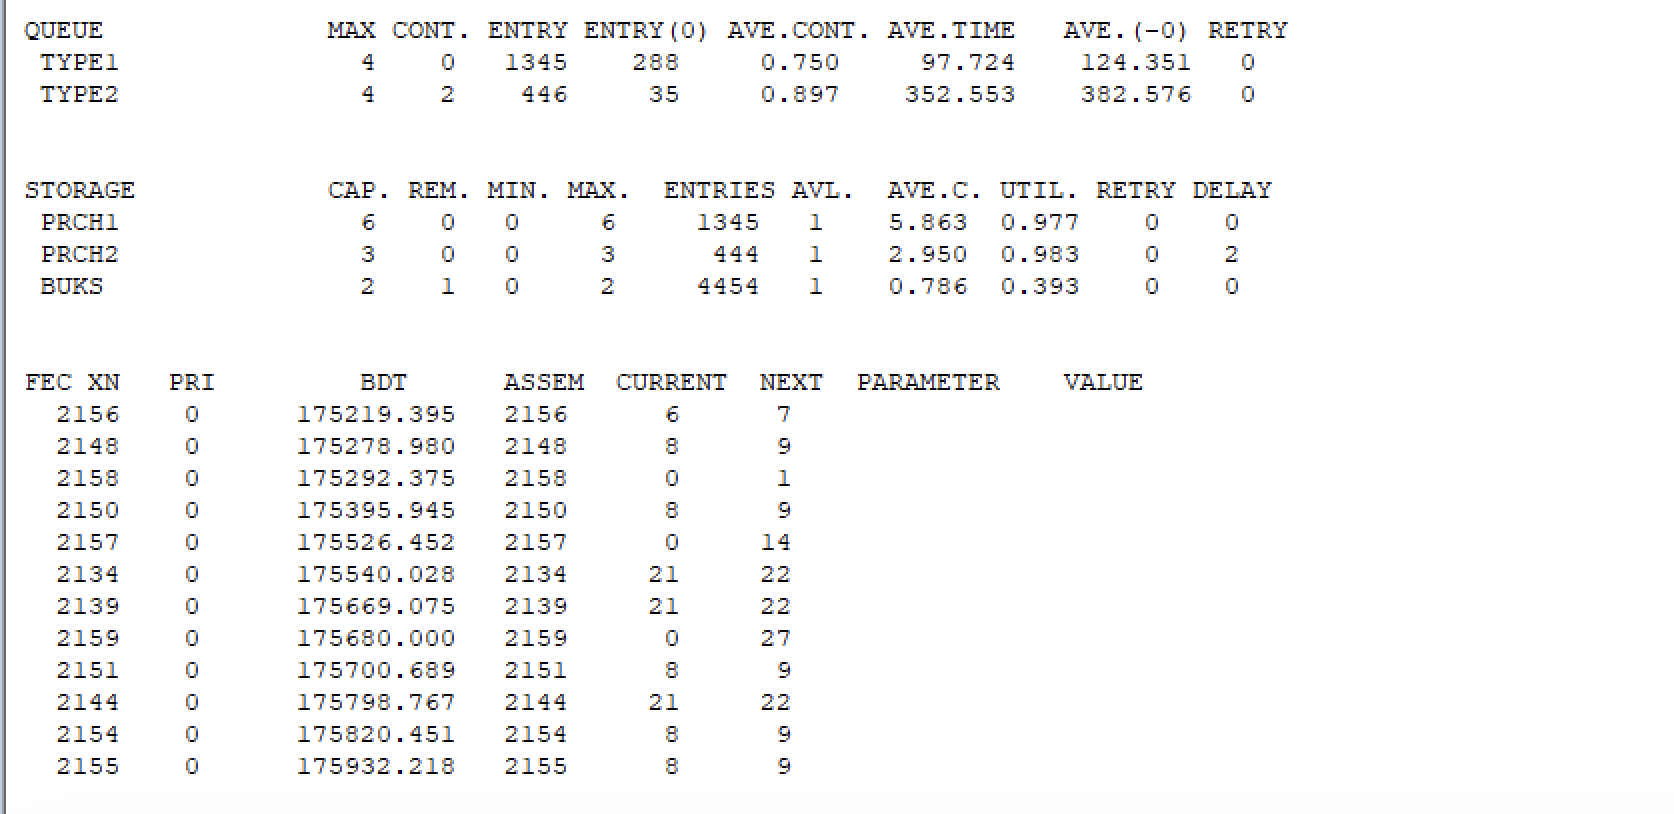 QUEUE MAX CONT. ENTRY ENTRY(0) AVE.CONT. AVE.TIME AVE.(-0) RETRY
TYPE1 4 0 1345 288 0.750 97.724 124.351 0
TYPE2 4 2 446 35 0.897 352.553 382.576 0
STORAGE CAP. REM. MIN. MAX. ENTRIES AVL. AVE.C. UTIL. RETRY DELAY
PRCH1 6 0 0 6 1345 1 5.863 0.977 0 0
PRCH2 3 0 0 3 444 1 2.950 0.983 0 2
BUKS 2 1 0 2 4454 1 0.786 0.393 0 0
FEC XN PRI BDT ASSEM CURRENT NEXT PARAMETER VALUE
2156 0 175219.395 2156 6 7
2148 0 175278.980 2148 8 9
2158 0 175292.375 2158 0 1
2150 0 175395.945 2150 8 9
2157 0 175526.452 2157 0 14
2134 0 175540.028 2134 21 22
2139 0 175669.075 2139 21 22
2159 0 175680.000 2159 0 27
2151 0 175700.689 2151 8 9
2144 0 175798.767 2144 21 22
2154 0 175820.451 2154 8 9
2155 0 175932.218 2155 8 9